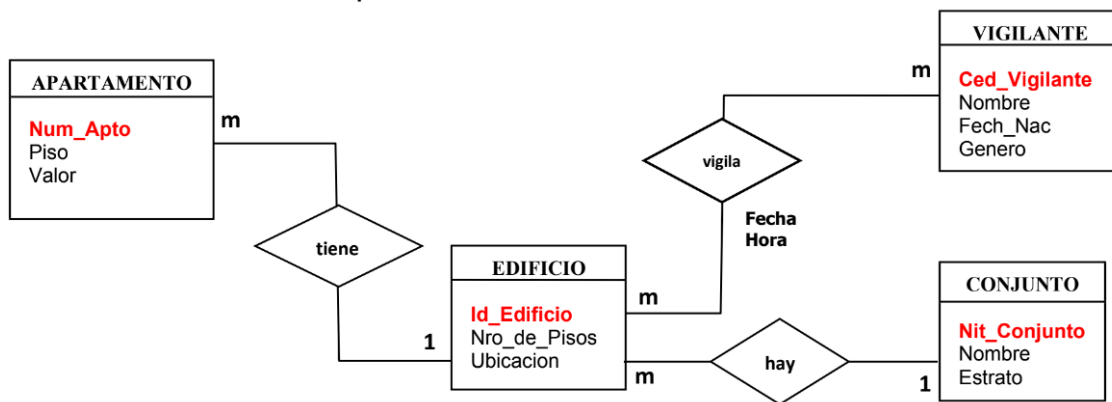 APARTAMENTO
Num_Apto
Piso
Valor
m
tiene
1
EDIFICIO
Id_Edificio
Nro_de_Pisos
Ubicacion
m
m
vigila
Fecha
Hora
m
VIGILANTE
Ced_Vigilante
Nombre
Fech_Nac
Genero
hay
1
CONJUNTO
Nit_Conjunto
Nombre
Estrato